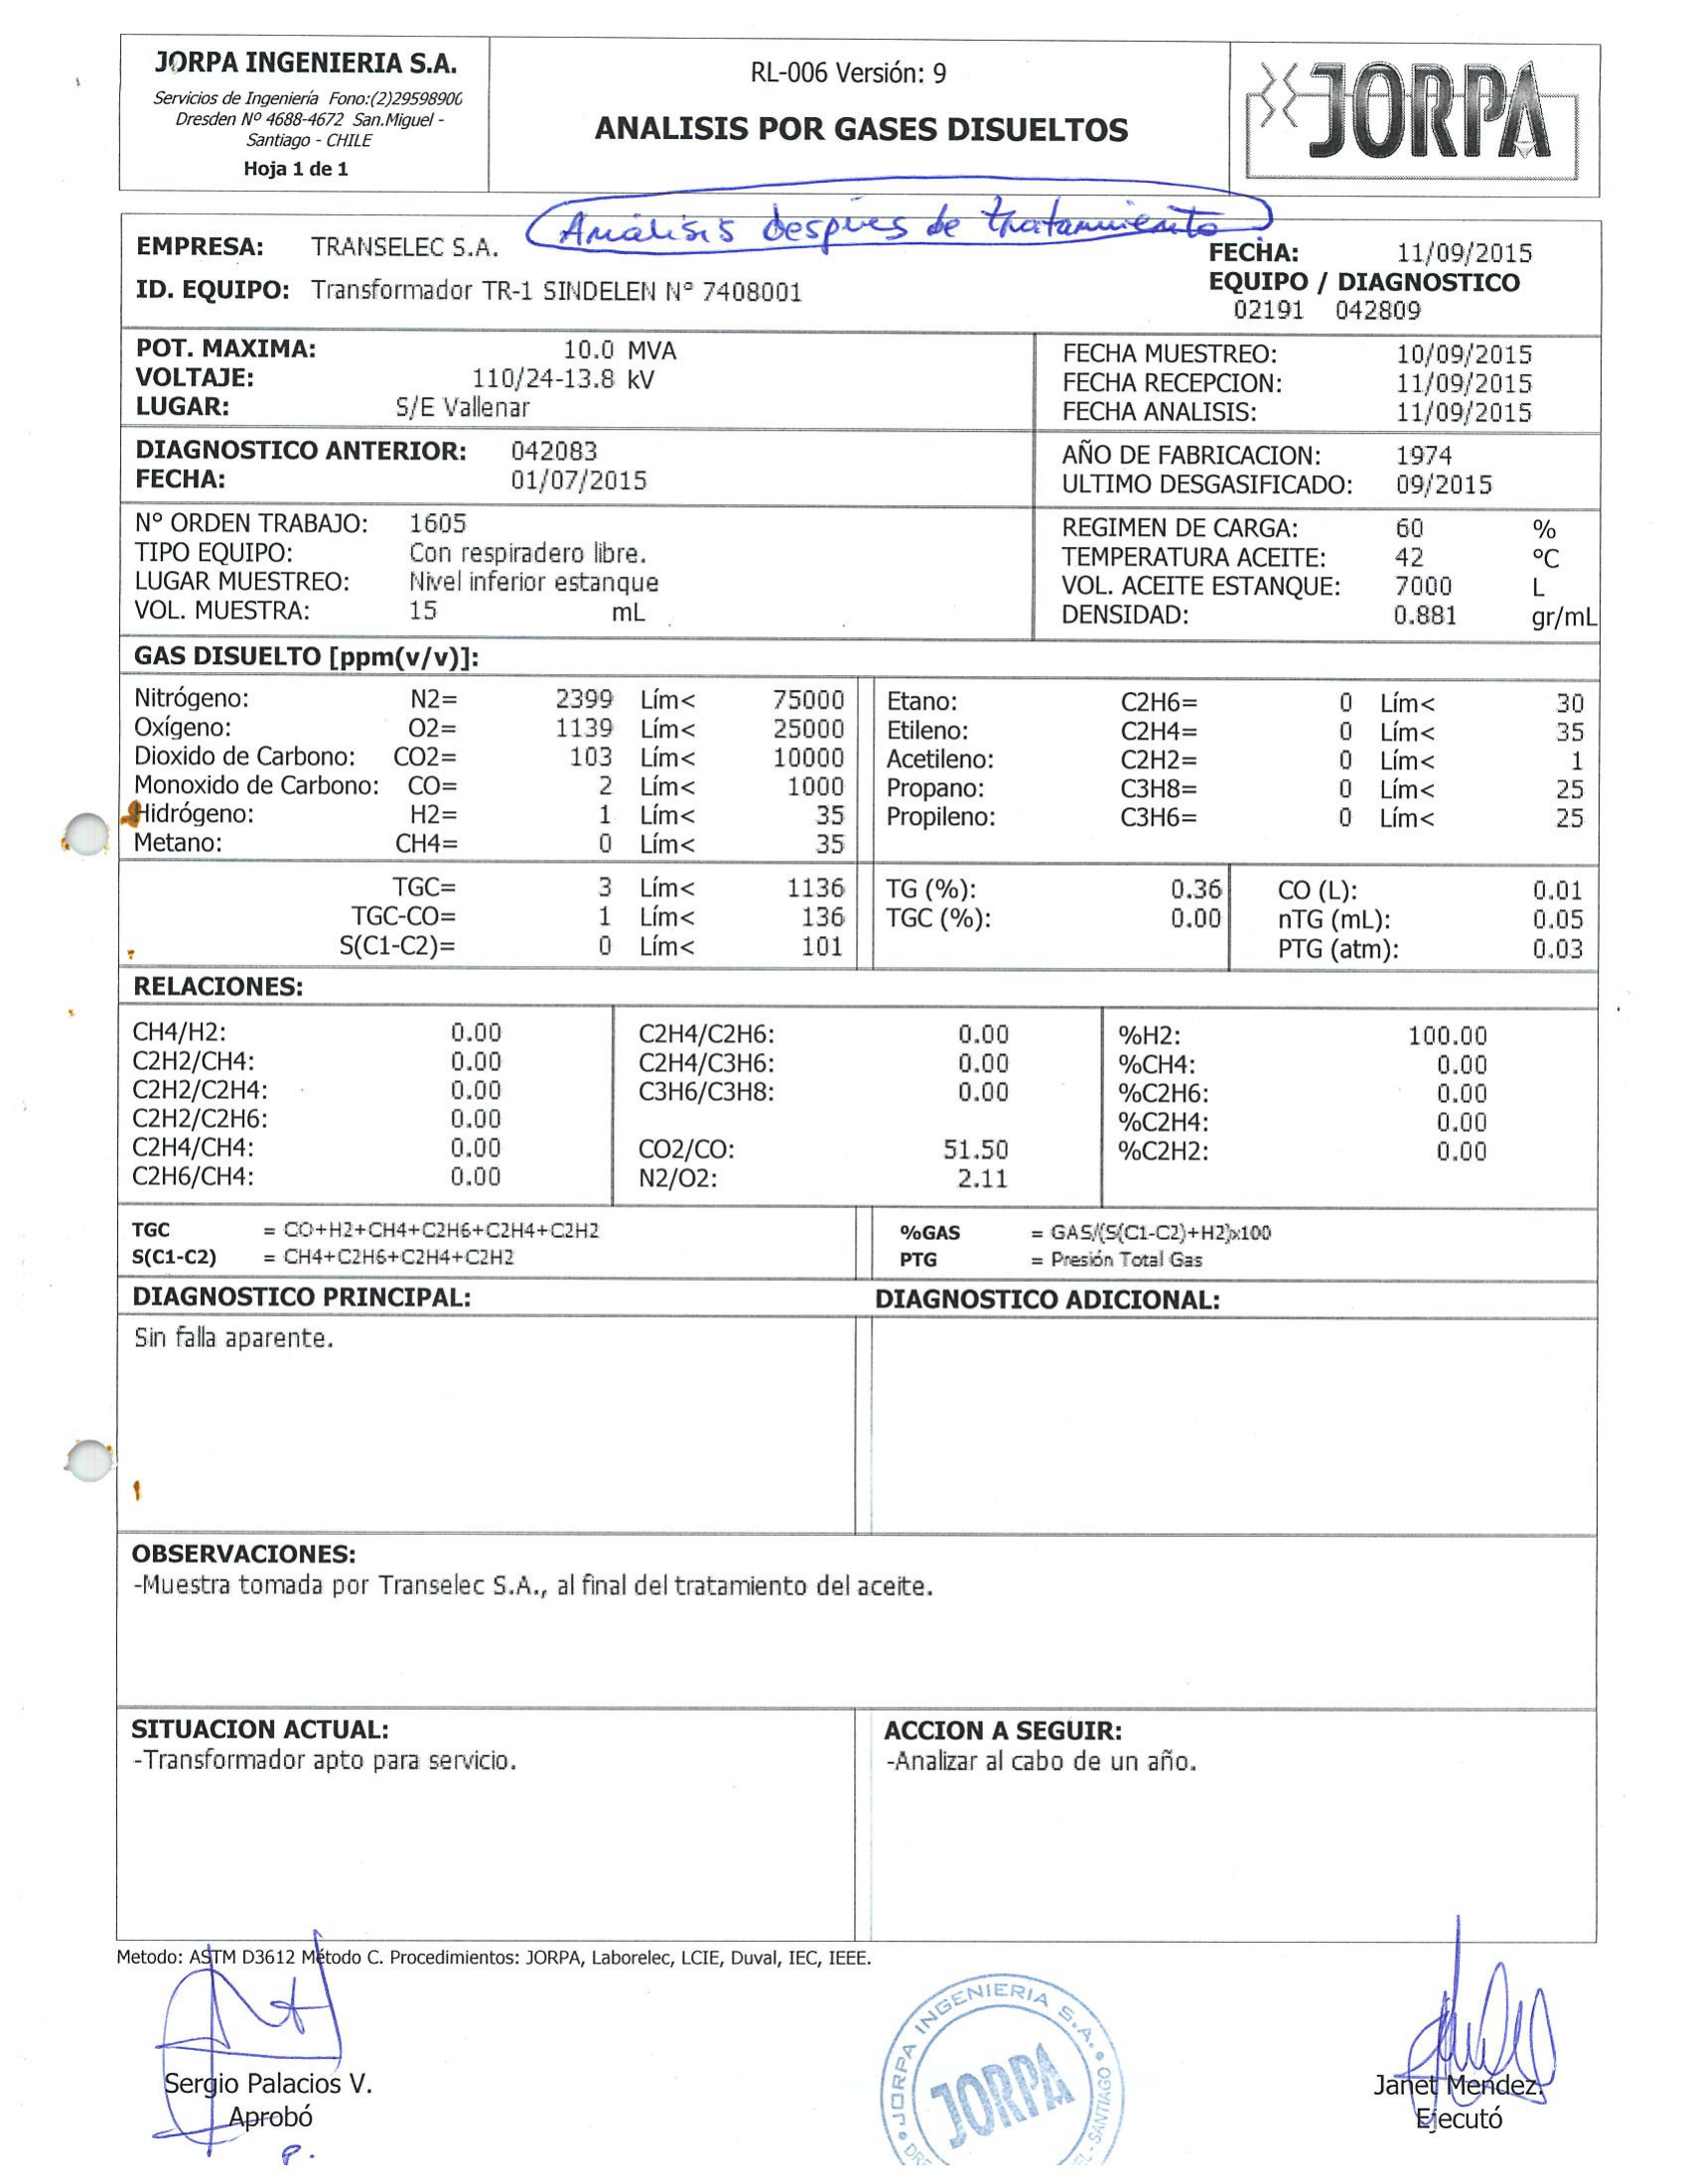 JORPA INGENIERIA S.A.
Servicios de Ingeniería Fono:(2)29598900
Dresden Nº 4688-4672 San.Miguel -
Santiago - CHILE
Hoja 1 de 1
RL-006 Versión: 9
ANALISIS POR GASES DISUELTOS
JORPA
Análisis después de tratamiento
EMPRESA: TRANSELEC S.A.
FECHA: 11/09/2015
ID. EQUIPO: Transformador TR-1 SINDELEN Nº 7408001
EQUIPO / DIAGNOSTICO
02191 042809
POT. MAXIMA: 10.0 MVA
VOLTAJE: 110/24-13.8 kV
LUGAR: S/E Vallenar
FECHA MUESTREO: 10/09/2015
FECHA RECEPCION: 11/09/2015
FECHA ANALISIS: 11/09/2015
DIAGNOSTICO ANTERIOR: 042083
FECHA: 01/07/2015
AÑO DE FABRICACION: 1974
ULTIMO DESGASIFICADO: 09/2015
Nº ORDEN TRABAJO: 1605
TIPO EQUIPO: Con respiradero libre.
LUGAR MUESTREO: Nivel inferior estanque
VOL. MUESTRA: 15 mL
REGIMEN DE CARGA: 60 %
TEMPERATURA ACEITE: 42 ºC
VOL. ACEITE ESTANQUE: 7000 L
DENSIDAD: 0.881 gr/mL
GAS DISUELTO [ppm(v/v)]:
Nitrógeno: N2= 2399 Lím< 75000
Oxígeno: O2= 1139 Lím< 25000
Dioxido de Carbono: CO2= 103 Lím< 10000
Monoxido de Carbono: CO= 2 Lím< 1000
Hidrógeno: H2= 1 Lím< 35
Metano: CH4= 0 Lím< 35
Etano: C2H6= 0 Lím< 30
Etileno: C2H4= 0 Lím< 35
Acetileno: C2H2= 0 Lím< 1
Propano: C3H8= 0 Lím< 25
Propileno: C3H6= 0 Lím< 25
TGC= 3 Lím< 1136
TGC-CO= 1 Lím< 136
S(C1-C2)= 0 Lím< 101
TG (%): 0.36
TGC (%): 0.00
CO (L): 0.01
nTG (mL): 0.05
PTG (atm): 0.03
RELACIONES:
CH4/H2: 0.00
C2H2/CH4: 0.00
C2H2/C2H4: 0.00
C2H2/C2H6: 0.00
C2H4/CH4: 0.00
C2H6/CH4: 0.00
C2H4/C2H6: 0.00
C2H4/C3H6: 0.00
C3H6/C3H8: 0.00
CO2/CO: 51.50
N2/O2: 2.11
%H2: 100.00
%CH4: 0.00
%C2H6: 0.00
%C2H4: 0.00
%C2H2: 0.00
TGC = CO+H2+CH4+C2H6+C2H4+C2H2
S(C1-C2) = CH4+C2H6+C2H4+C2H2
%GAS = GAS/(S(C1-C2)+H2)x100
PTG = Presión Total Gas
DIAGNOSTICO PRINCIPAL:
Sin falla aparente.
DIAGNOSTICO ADICIONAL:
OBSERVACIONES:
-Muestra tomada por Transelec S.A., al final del tratamiento del aceite.
SITUACION ACTUAL:
-Transformador apto para servicio.
ACCION A SEGUIR:
-Analizar al cabo de un año.
Metodo: ASTM D3612 Método C. Procedimientos: JORPA, Laborelec, LCIE, Duval, IEC, IEEE.
Sergio Palacios V.
Aprobó
P.
JORPA INGENIERIA S.A.
JORPA
SANTIAGO
Janet Mendez.
Ejecutó